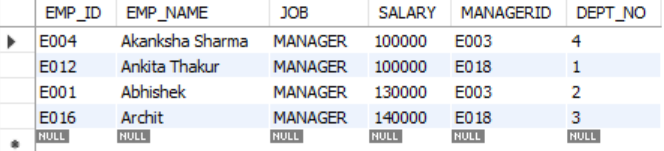 EMP_ID EMP_NAME JOB SALARY MANAGERID DEPT_NO
E004 Akanksha Sharma MANAGER 100000 E003 4
E012 Ankita Thakur MANAGER 100000 E018 1
E001 Abhishek MANAGER 130000 E003 2
E016 Archit MANAGER 140000 E018 3
NULL NULL NULL NULL NULL NULL